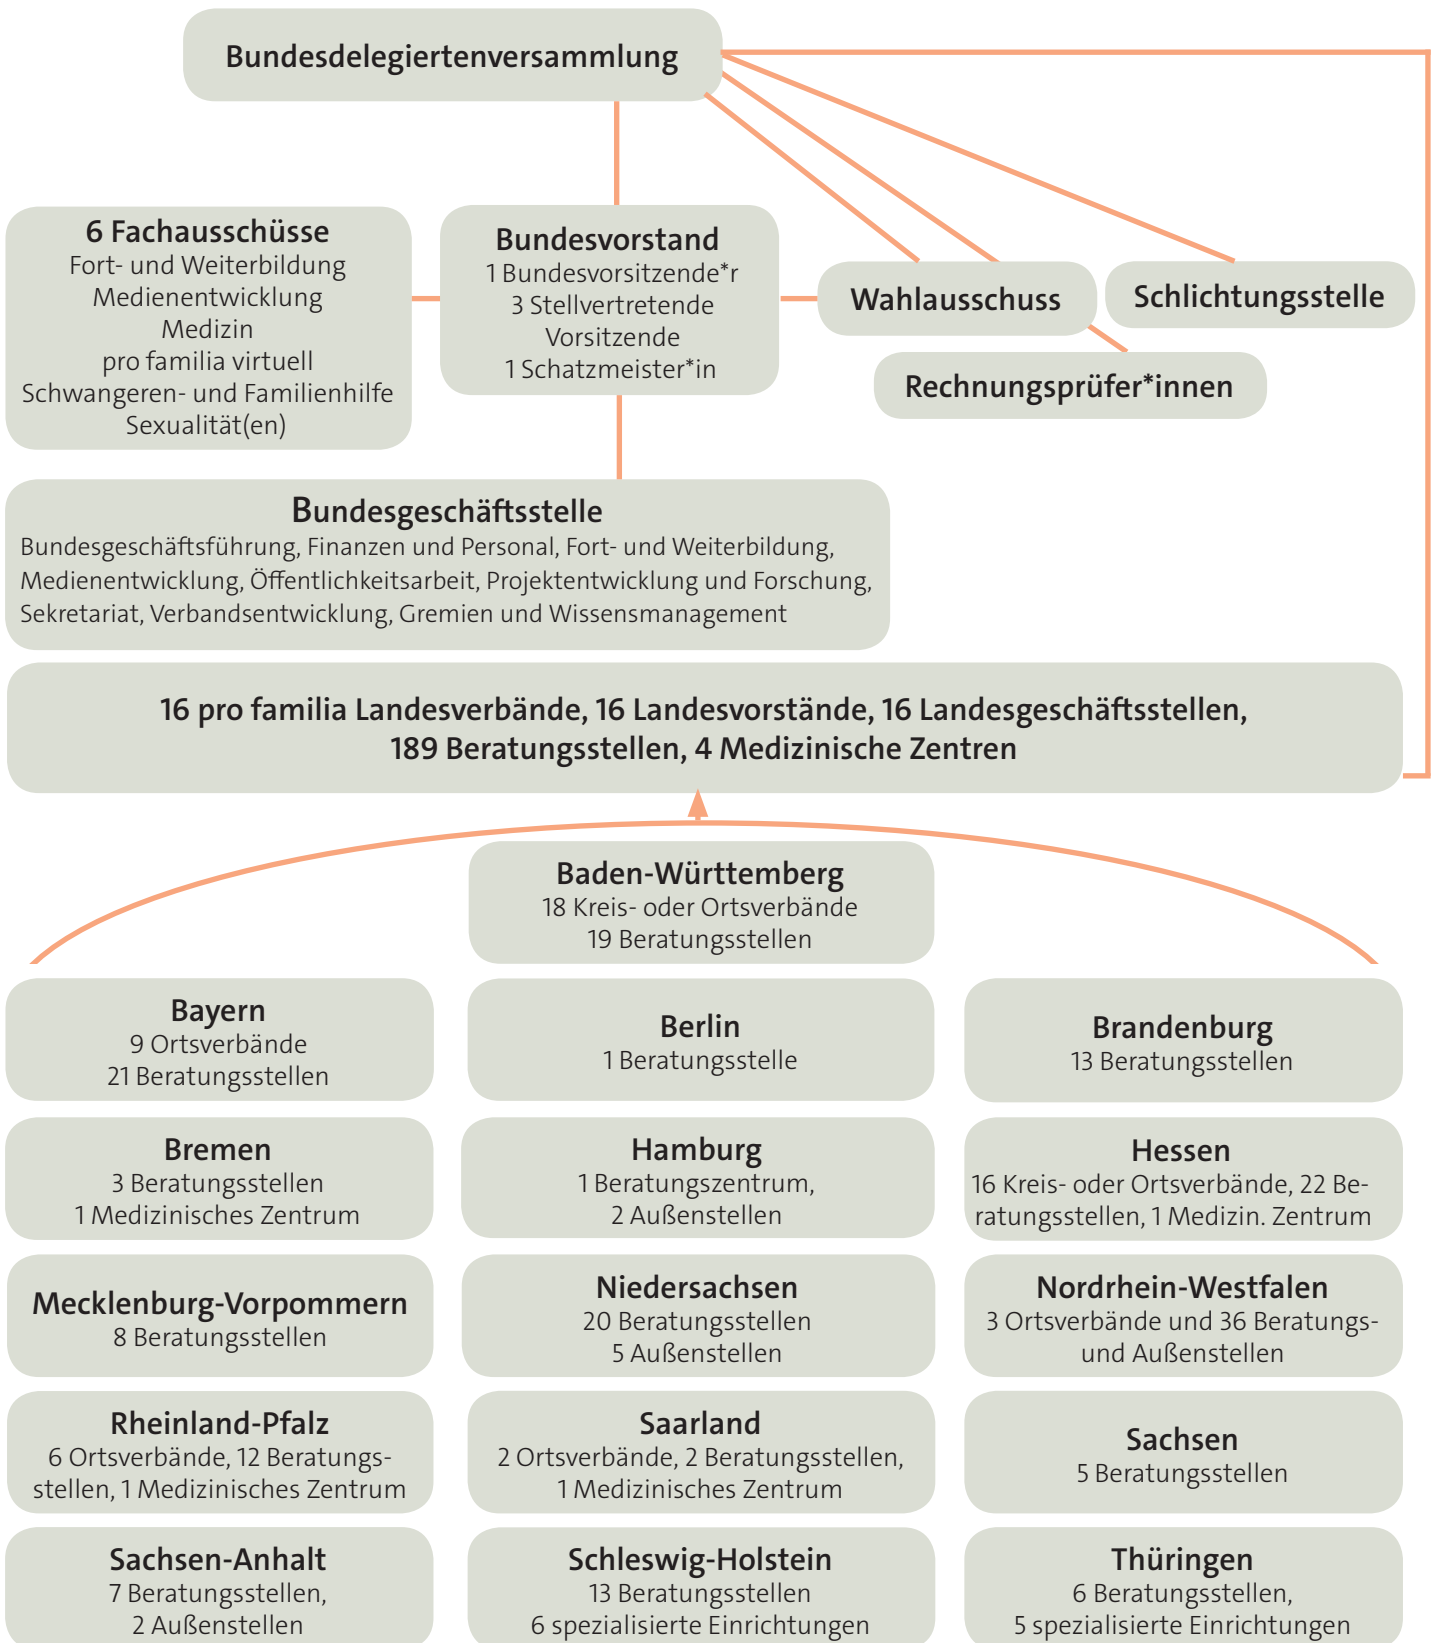 Bundesdelegiertenversammlung
6 Fachausschüsse
Fort- und Weiterbildung
Medienentwicklung
Medizin
pro familia virtuell
Schwangeren- und Familienhilfe
Sexualität(en)
Bundesvorstand
1 Bundesvorsitzende*r
3 Stellvertretende
Vorsitzende
1 Schatzmeister*in
Wahlausschuss
Schlichtungsstelle
Rechnungsprüfer*innen
Bundesgeschäftsstelle
Bundesgeschäftsführung, Finanzen und Personal, Fort- und Weiterbildung,
Medienentwicklung, Öffentlichkeitsarbeit, Projektentwicklung und Forschung,
Sekretariat, Verbandsentwicklung, Gremien und Wissensmanagement
16 pro familia Landesverbände, 16 Landesvorstände, 16 Landesgeschäftsstellen,
189 Beratungsstellen, 4 Medizinische Zentren
Baden-Württemberg
18 Kreis- oder Ortsverbände
19 Beratungsstellen
Bayern
9 Ortsverbände
21 Beratungsstellen
Berlin
1 Beratungsstelle
Brandenburg
13 Beratungsstellen
Bremen
3 Beratungsstellen
1 Medizinisches Zentrum
Hamburg
1 Beratungszentrum,
2 Außenstellen
Hessen
16 Kreis- oder Ortsverbände, 22 Be-
ratungsstellen, 1 Medizin. Zentrum
Mecklenburg-Vorpommern
8 Beratungsstellen
Niedersachsen
20 Beratungsstellen
5 Außenstellen
Nordrhein-Westfalen
3 Ortsverbände und 36 Beratungs-
und Außenstellen
Rheinland-Pfalz
6 Ortsverbände, 12 Beratungs-
stellen, 1 Medizinisches Zentrum
Saarland
2 Ortsverbände, 2 Beratungsstellen,
1 Medizinisches Zentrum
Sachsen
5 Beratungsstellen
Sachsen-Anhalt
7 Beratungsstellen,
2 Außenstellen
Schleswig-Holstein
13 Beratungsstellen
6 spezialisierte Einrichtungen
Thüringen
6 Beratungsstellen,
5 spezialisierte Einrichtungen